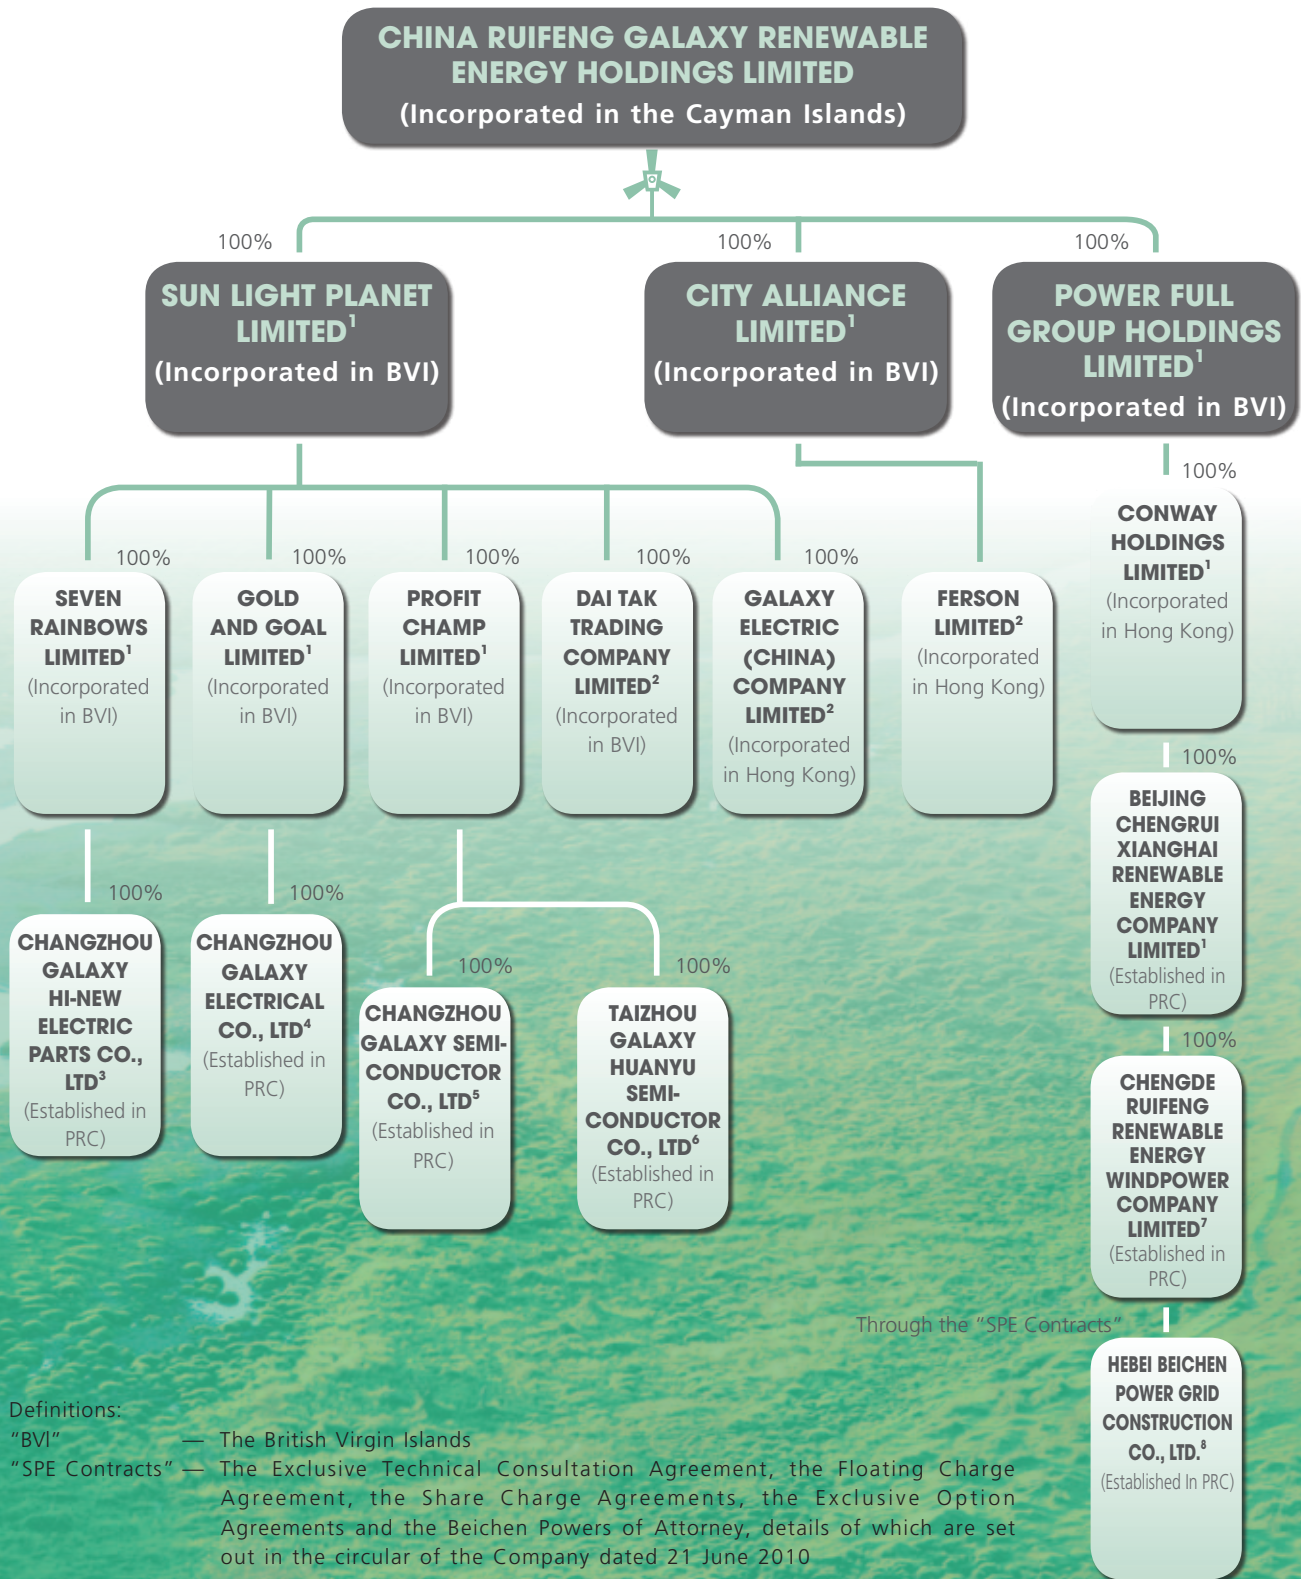 CHINA RUIFENG GALAXY RENEWABLE
ENERGY HOLDINGS LIMITED
(Incorporated in the Cayman Islands)
100%
100%
100%
SUN LIGHT PLANET
LIMITED¹
(Incorporated in BVI)
CITY ALLIANCE
LIMITED¹
(Incorporated in BVI)
POWER FULL
GROUP HOLDINGS
LIMITED¹
(Incorporated in BVI)
100%
100%
100%
100%
100%
SEVEN
RAINBOWS
LIMITED¹
(Incorporated
in BVI)
GOLD
AND GOAL
LIMITED¹
(Incorporated
in BVI)
PROFIT
CHAMP
LIMITED¹
(Incorporated
in BVI)
DAI TAK
TRADING
COMPANY
LIMITED²
(Incorporated
in BVI)
GALAXY
ELECTRIC
(CHINA)
COMPANY
LIMITED²
(Incorporated
in Hong Kong)
FERSON
LIMITED²
(Incorporated
in Hong Kong)
100%
CONWAY
HOLDINGS
LIMITED¹
(Incorporated
in Hong Kong)
100%
CHANGZHOU
GALAXY
HI-NEW
ELECTRIC
PARTS CO.,
LTD³
(Established in
PRC)
100%
CHANGZHOU
GALAXY
ELECTRICAL
CO., LTD⁴
(Established in
PRC)
100%
CHANGZHOU
GALAXY SEMI-
CONDUCTOR
CO., LTD⁵
(Established in
PRC)
100%
TAIZHOU
GALAXY
HUANYU
SEMI-
CONDUCTOR
CO., LTD⁶
(Established in
PRC)
100%
BEIJING
CHENGRUI
XIANGHAI
RENEWABLE
ENERGY
COMPANY
LIMITED¹
(Established in
PRC)
100%
CHENGDE
RUIFENG
RENEWABLE
ENERGY
WINDPOWER
COMPANY
LIMITED⁷
(Established in
PRC)
Through the “SPE Contracts”
HEBEI BEICHEN
POWER GRID
CONSTRUCTION
CO., LTD.⁸
(Established In PRC)
Definitions:
“BVI” — The British Virgin Islands
“SPE Contracts” — The Exclusive Technical Consultation Agreement, the Floating Charge
Agreement, the Share Charge Agreements, the Exclusive Option
Agreements and the Beichen Powers of Attorney, details of which are set
out in the circular of the Company dated 21 June 2010